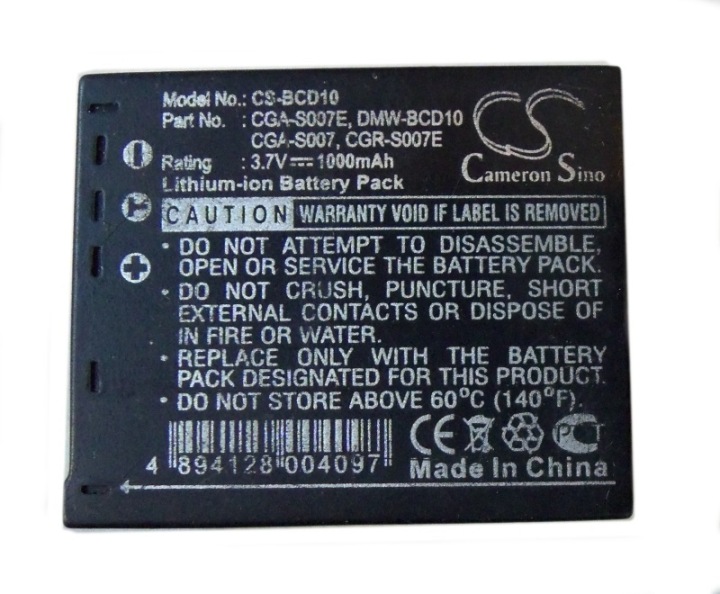 Model No.: CS-BCD10
Part No. : CGA-S007E, DMW-BCD10
CGA-S007, CGR-S007E
Rating : 3.7V 1000mAh
Lithium-ion Battery Pack
CS
Cameron Sino
CAUTION WARRANTY VOID IF LABEL IS REMOVED
• DO NOT ATTEMPT TO DISASSEMBLE,
OPEN OR SERVICE THE BATTERY PACK.
• DO NOT CRUSH, PUNCTURE, SHORT
EXTERNAL CONTACTS OR DISPOSE OF
IN FIRE OR WATER.
• REPLACE ONLY WITH THE BATTERY
PACK DESIGNATED FOR THIS PRODUCT.
• DO NOT STORE ABOVE 60°C (140°F).
4 894128 004097
CE PCT
Made In China